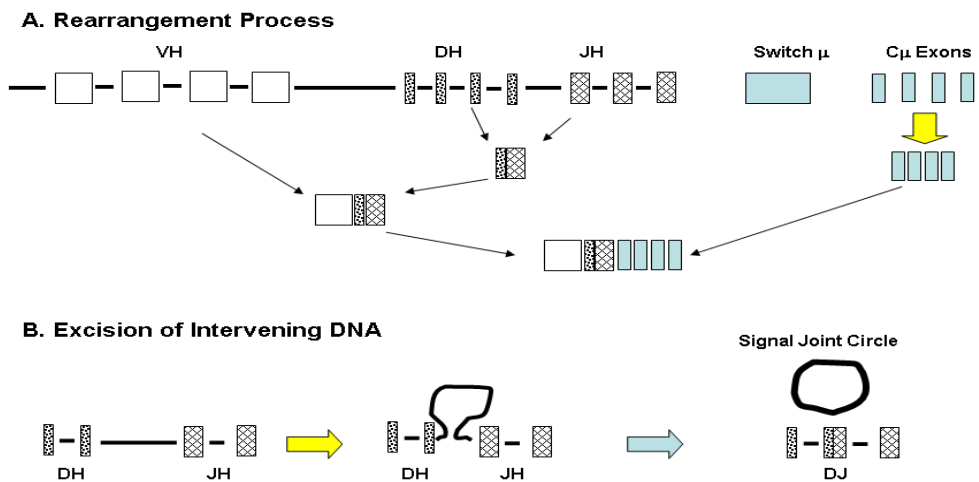 A. Rearrangement Process
VH DH JH Switch μ Cμ Exons
B. Excision of Intervening DNA
Signal Joint Circle
DH JH DH JH DJ